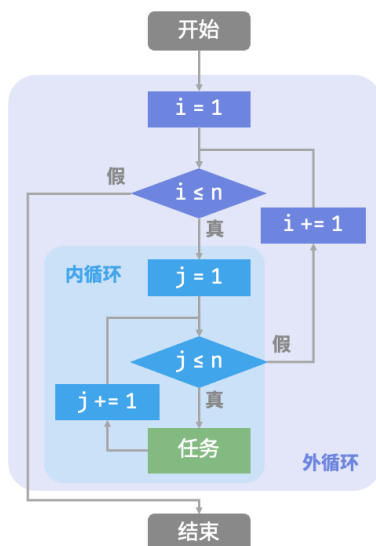 开始
i = 1
假
i ≤ n
真
i += 1
内循环
j = 1
j ≤ n
假
真
j += 1
任务
外循环
结束